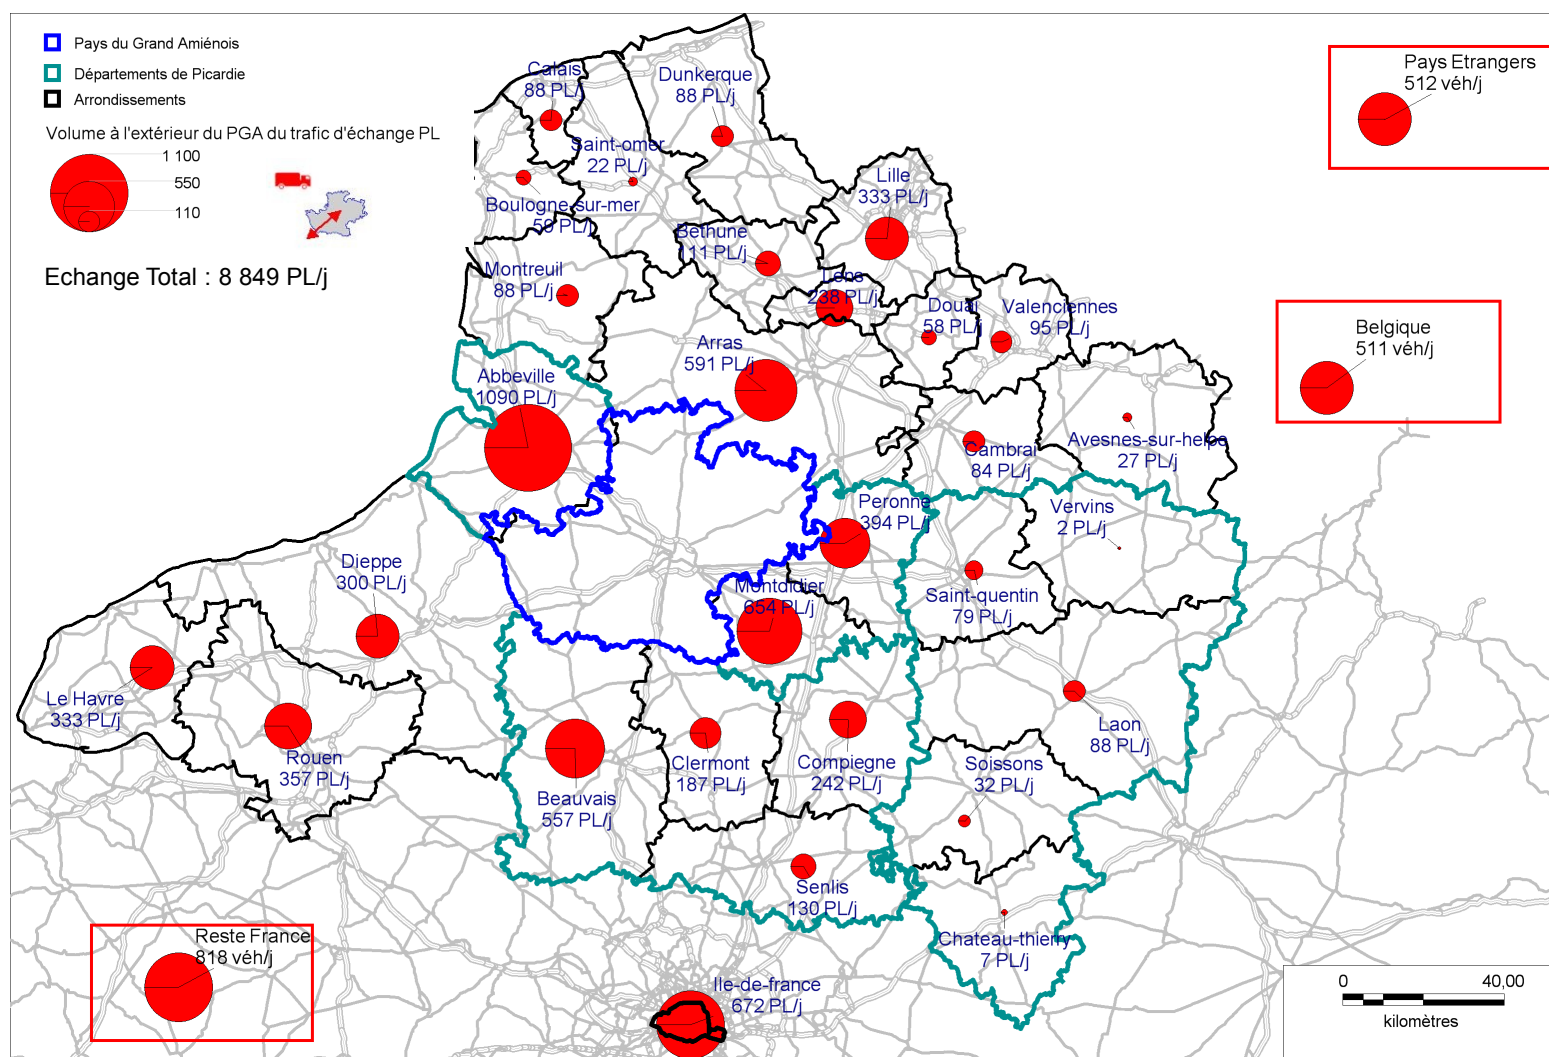 Pays du Grand Amiénois
Départements de Picardie
Arrondissements
Volume à l'extérieur du PGA du trafic d'échange PL
1 100
550
110
Echange Total : 8 849 PL/j
Pays Etrangers
512 véh/j
Belgique
511 véh/j
Reste France
818 véh/j
Calais
88 PL/j
Dunkerque
88 PL/j
Saint-omer
22 PL/j
Boulogne-sur-mer
59 PL/j
Lille
333 PL/j
Bethune
111 PL/j
Montreuil
88 PL/j
Lens
238 PL/j
Douai
58 PL/j
Valenciennes
95 PL/j
Arras
591 PL/j
Abbeville
1090 PL/j
Cambrai
84 PL/j
Avesnes-sur-helpe
27 PL/j
Peronne
394 PL/j
Vervins
2 PL/j
Dieppe
300 PL/j
Montdidier
654 PL/j
Saint-quentin
79 PL/j
Le Havre
333 PL/j
Rouen
357 PL/j
Beauvais
557 PL/j
Clermont
187 PL/j
Compiegne
242 PL/j
Laon
88 PL/j
Soissons
32 PL/j
Senlis
130 PL/j
Chateau-thierry
7 PL/j
Ile-de-france
672 PL/j
0
40,00
kilomètres